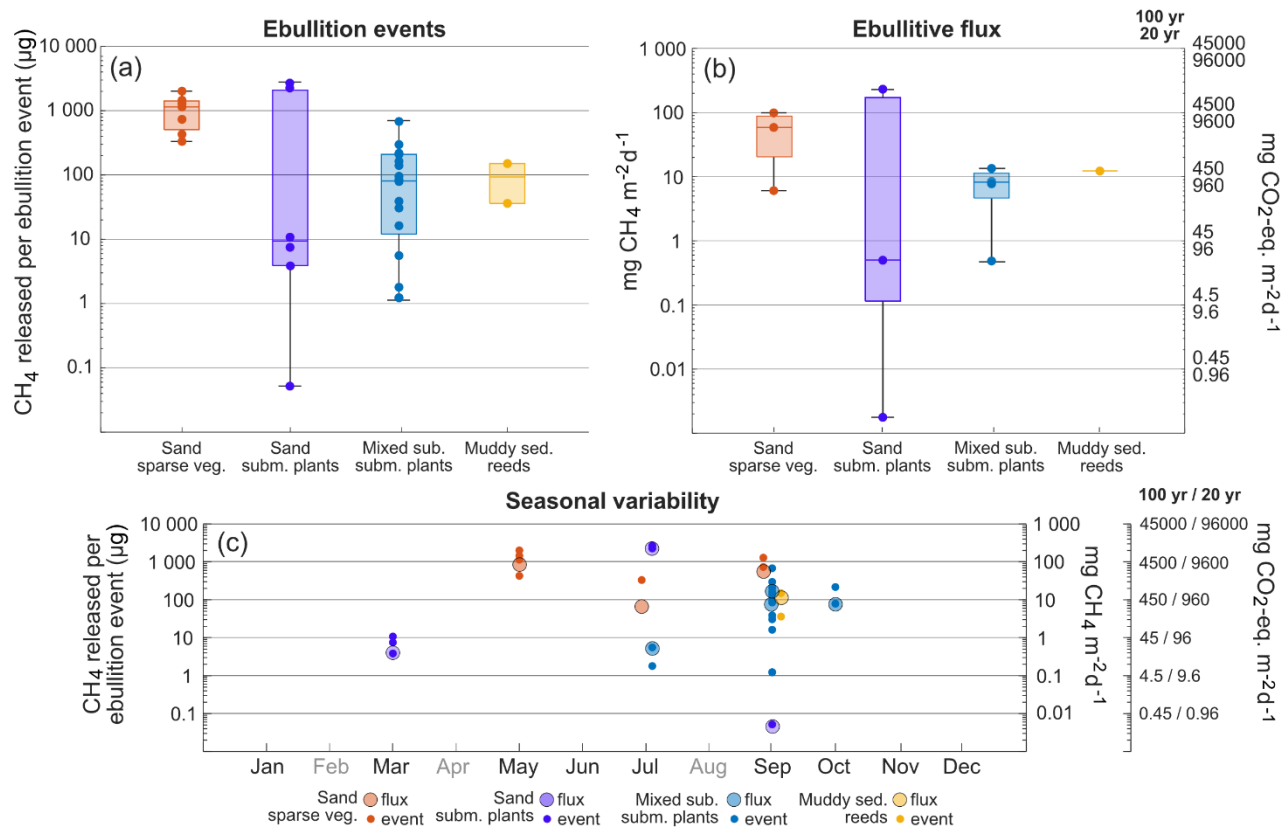 Ebullition events
(a)
CH₄ released per ebullition event (µg)
10 000
1 000
100
10
1
0.1
Sand
sparse veg.
Sand
subm. plants
Mixed sub.
subm. plants
Muddy sed.
reeds
Ebullitive flux
(b)
100 yr
20 yr
mg CH₄ m⁻²d⁻¹
1 000
100
10
1
0.1
0.01
45000
96000
4500
9600
450
960
45
96
4.5
9.6
0.45
0.96
mg CO₂-eq. m⁻²d⁻¹
Sand
sparse veg.
Sand
subm. plants
Mixed sub.
subm. plants
Muddy sed.
reeds
Seasonal variability
(c)
100 yr / 20 yr
CH₄ released per
ebullition event (µg)
10 000
1 000
100
10
1
0.1
1 000
100
10
1
0.1
0.01
mg CH₄ m⁻²d⁻¹
45000 / 96000
4500 / 9600
450 / 960
45 / 96
4.5 / 9.6
0.45 / 0.96
mg CO₂-eq. m⁻²d⁻¹
Jan Feb Mar Apr May Jun Jul Aug Sep Oct Nov Dec
Sand
sparse veg.
flux
event
Sand
subm. plants
flux
event
Mixed sub.
subm. plants
flux
event
Muddy sed.
reeds
flux
event